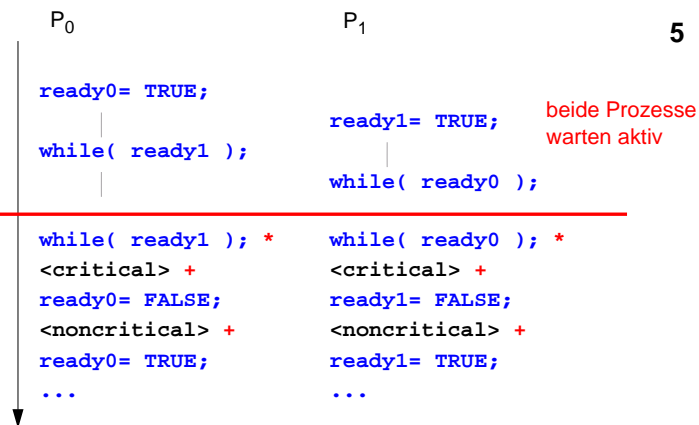 P0 P1
5
ready0= TRUE;
ready1= TRUE;
beide Prozesse
warten aktiv
while( ready1 );
while( ready0 );
while( ready1 ); * while( ready0 ); *
<critical> + <critical> +
ready0= FALSE; ready1= FALSE;
<noncritical> + <noncritical> +
ready0= TRUE; ready1= TRUE;
... ...